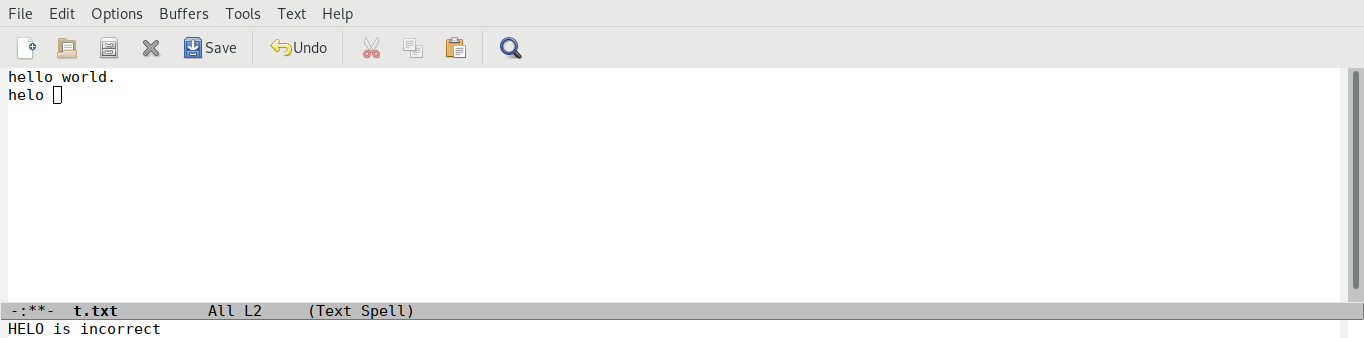 File Edit Options Buffers Tools Text Help
Save Undo
hello world.
helo
-:**- t.txt All L2 (Text Spell)
HELO is incorrect